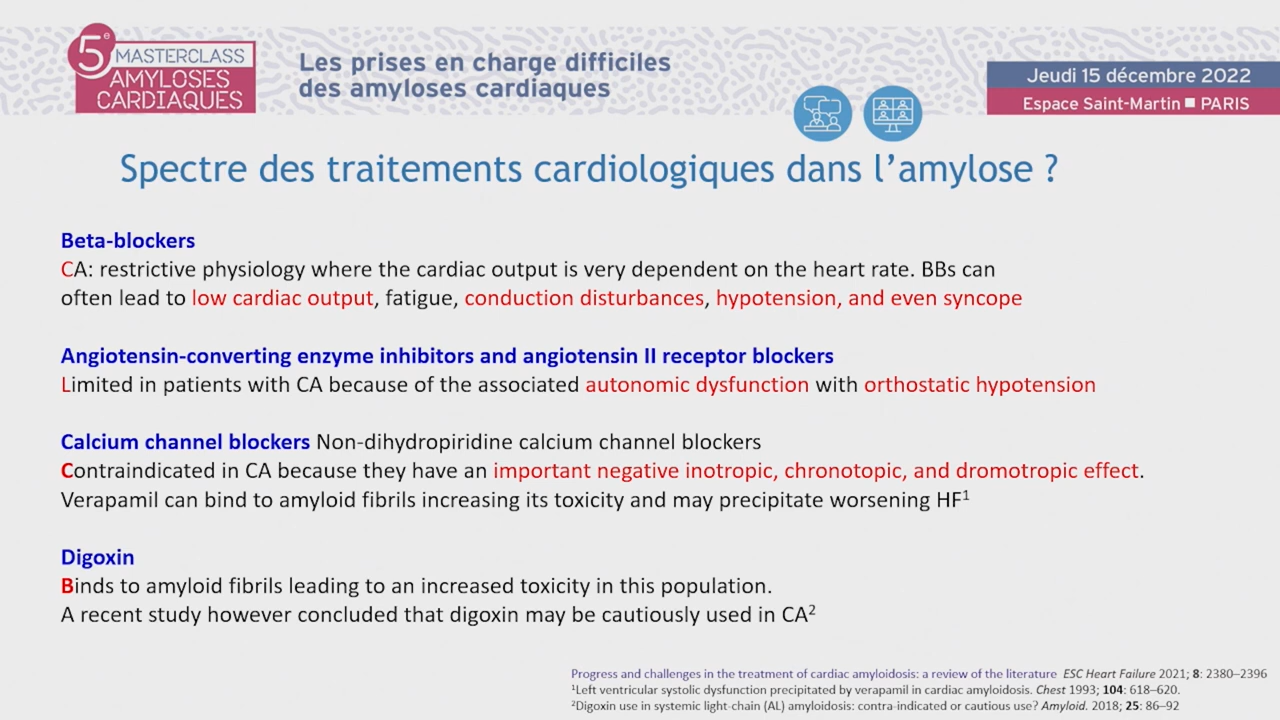 5e
MASTERCLASS
AMYLOSES
CARDIAQUES
Les prises en charge difficiles
des amyloses cardiaques
Jeudi 15 décembre 2022
Espace Saint-Martin ■ PARIS
Spectre des traitements cardiologiques dans l’amylose ?
Beta-blockers
CA: restrictive physiology where the cardiac output is very dependent on the heart rate. BBs can
often lead to low cardiac output, fatigue, conduction disturbances, hypotension, and even syncope
Angiotensin-converting enzyme inhibitors and angiotensin II receptor blockers
Limited in patients with CA because of the associated autonomic dysfunction with orthostatic hypotension
Calcium channel blockers Non-dihydropiridine calcium channel blockers
Contraindicated in CA because they have an important negative inotropic, chronotopic, and dromotropic effect.
Verapamil can bind to amyloid fibrils increasing its toxicity and may precipitate worsening HF1
Digoxin
Binds to amyloid fibrils leading to an increased toxicity in this population.
A recent study however concluded that digoxin may be cautiously used in CA2
Progress and challenges in the treatment of cardiac amyloidosis: a review of the literature ESC Heart Failure 2021; 8: 2380–2396
1Left ventricular systolic dysfunction precipitated by verapamil in cardiac amyloidosis. Chest 1993; 104: 618–620.
2Digoxin use in systemic light-chain (AL) amyloidosis: contra-indicated or cautious use? Amyloid. 2018; 25: 86–92